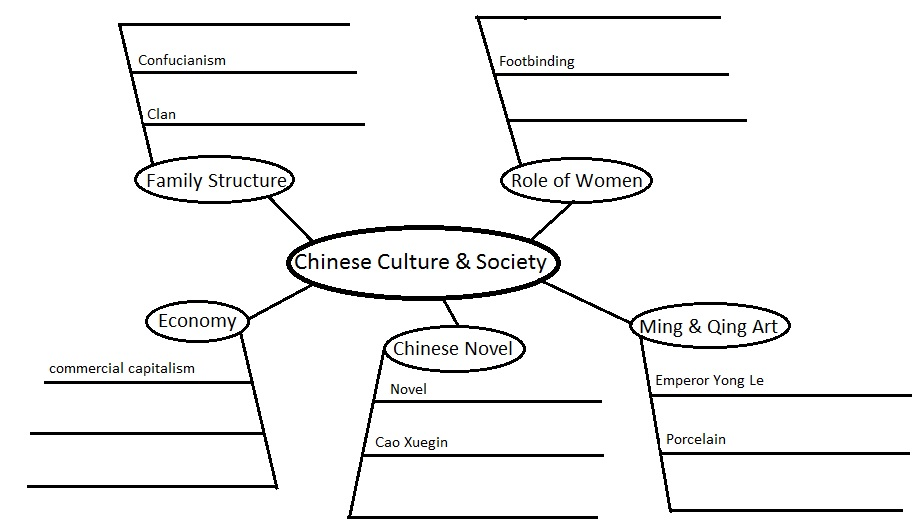 Confucianism
Clan
Family Structure
Footbinding
Role of Women
Chinese Culture & Society
Economy
commercial capitalism
Chinese Novel
Novel
Cao Xuegin
Ming & Qing Art
Emperor Yong Le
Porcelain